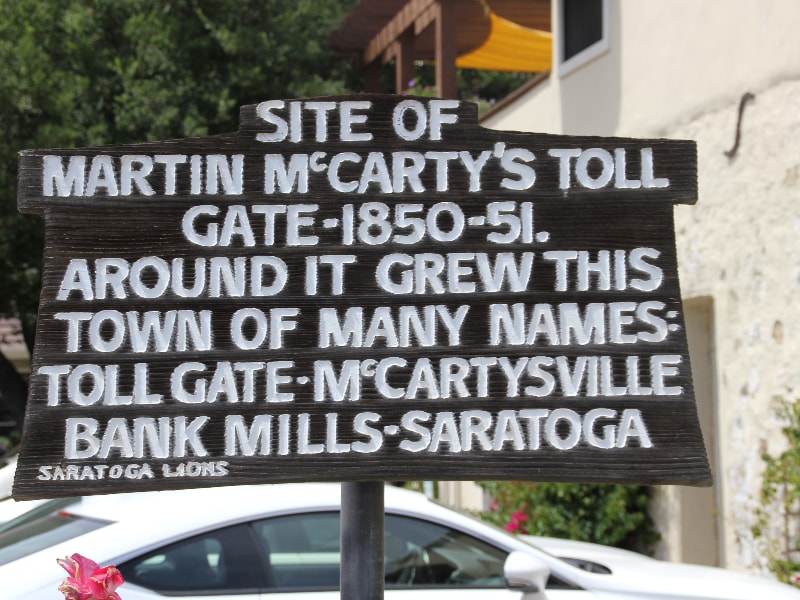 SITE OF
MARTIN McCARTY'S TOLL
GATE-1850-51.
AROUND IT GREW THIS
TOWN OF MANY NAMES:
TOLL GATE-McCARTYSVILLE
BANK MILLS-SARATOGA
SARATOGA LIONS